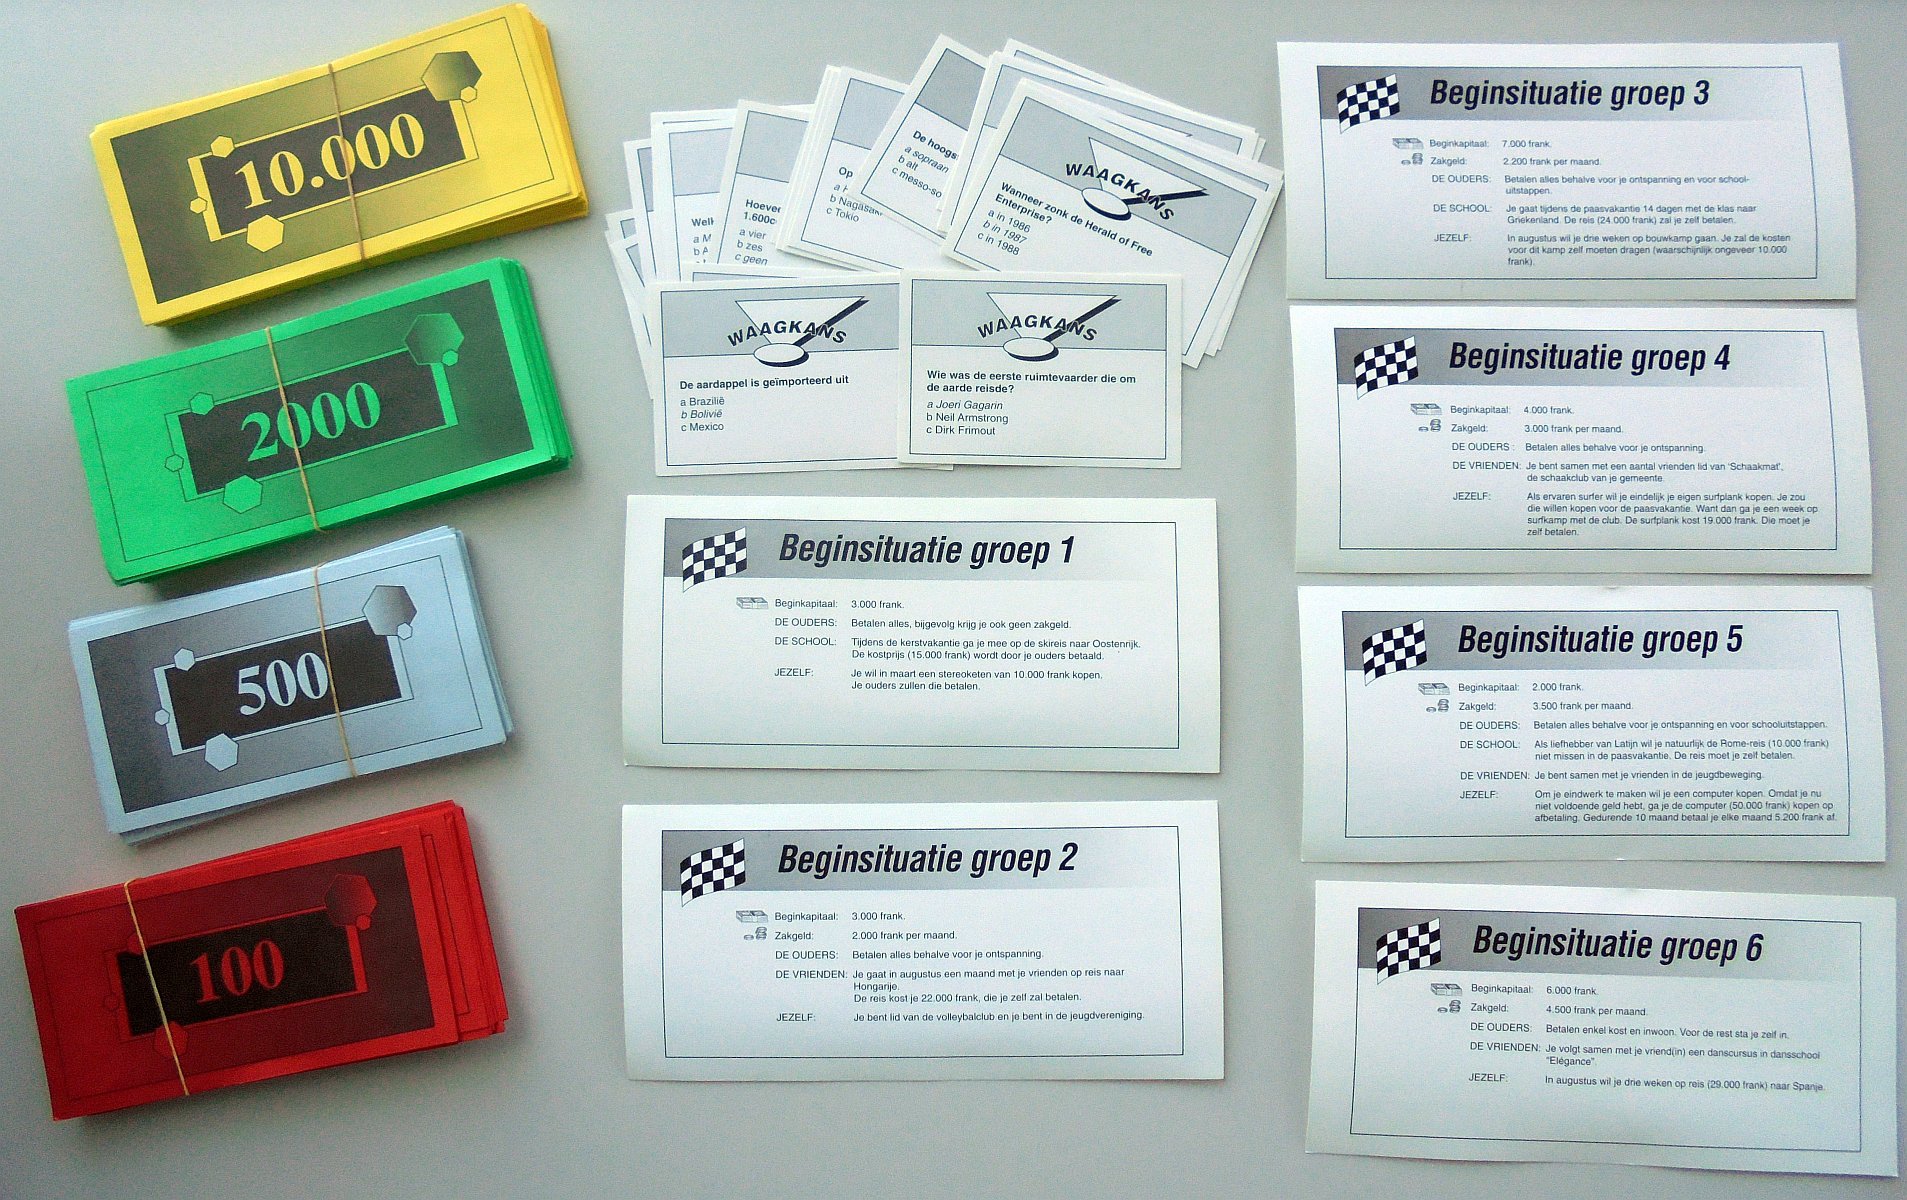 10.000
2000
500
100
Well
a M
b A
Hoeve
1.600c
a vier
b zes
c geen
Op
b Nagasak
c Tokio
De hoogs
a sopraan
b alt
c messo-so
WAAGKANS
Wanneer zonk de Herald of Free
Enterprise?
a in 1986
b in 1987
c in 1988
WAAGKANS
De aardappel is geïmporteerd uit
a Brazilië
b Bolivië
c Mexico
WAAGKANS
Wie was de eerste ruimtevaarder die om
de aarde reisde?
a Joeri Gagarin
b Neil Armstrong
c Dirk Frimout
Beginsituatie groep 1
Beginkapitaal: 3.000 frank.
DE OUDERS: Betalen alles, bijgevolg krijg je ook geen zakgeld.
DE SCHOOL: Tijdens de kerstvakantie ga je mee op de skireis naar Oostenrijk.
De kostprijs (15.000 frank) wordt door je ouders betaald.
JEZELF: Je wil in maart een stereoketen van 10.000 frank kopen.
Je ouders zullen die betalen.
Beginsituatie groep 2
Beginkapitaal: 3.000 frank.
Zakgeld: 2.000 frank per maand.
DE OUDERS: Betalen alles behalve voor je ontspanning.
DE VRIENDEN: Je gaat in augustus een maand met je vrienden op reis naar
Hongarije.
De reis kost je 22.000 frank, die je zelf zal betalen.
JEZELF: Je bent lid van de volleybalclub en je bent in de jeugdvereniging.
Beginsituatie groep 3
Beginkapitaal: 7.000 frank.
Zakgeld: 2.200 frank per maand.
DE OUDERS: Betalen alles behalve voor je ontspanning en voor school-
uitstappen.
DE SCHOOL: Je gaat tijdens de paasvakantie 14 dagen met de klas naar
Griekenland. De reis (24.000 frank) zal je zelf betalen.
JEZELF: In augustus wil je drie weken op bouwkamp gaan. Je zal de kosten
voor dit kamp zelf moeten dragen (waarschijnlijk ongeveer 10.000
frank).
Beginsituatie groep 4
Beginkapitaal: 4.000 frank.
Zakgeld: 3.000 frank per maand.
DE OUDERS : Betalen alles behalve voor je ontspanning.
DE VRIENDEN: Je bent samen met een aantal vrienden lid van 'Schaakmat',
de schaakclub van je gemeente.
JEZELF: Als ervaren surfer wil je eindelijk je eigen surfplank kopen. Je zou
die willen kopen voor de paasvakantie. Want dan ga je een week op
surfkamp met de club. De surfplank kost 19.000 frank. Die moet je
zelf betalen.
Beginsituatie groep 5
Beginkapitaal: 2.000 frank.
Zakgeld: 3.500 frank per maand.
DE OUDERS: Betalen alles behalve voor je ontspanning en voor schooluitstappen.
DE SCHOOL: Als liefhebber van Latijn wil je natuurlijk de Rome-reis (10.000 frank)
niet missen in de paasvakantie. De reis moet je zelf betalen.
DE VRIENDEN: Je bent samen met je vrienden in de jeugdbeweging.
JEZELF: Om je eindwerk te maken wil je een computer kopen. Omdat je nu
niet voldoende geld hebt, ga je de computer (50.000 frank) kopen op
afbetaling. Gedurende 10 maand betaal je elke maand 5.200 frank af.
Beginsituatie groep 6
Beginkapitaal: 6.000 frank.
Zakgeld: 4.500 frank per maand.
DE OUDERS: Betalen enkel kost en inwoon. Voor de rest sta je zelf in.
DE VRIENDEN: Je volgt samen met je vriend(in) een danscursus in dansschool
"Elégance".
JEZELF: In augustus wil je drie weken op reis (29.000 frank) naar Spanje.